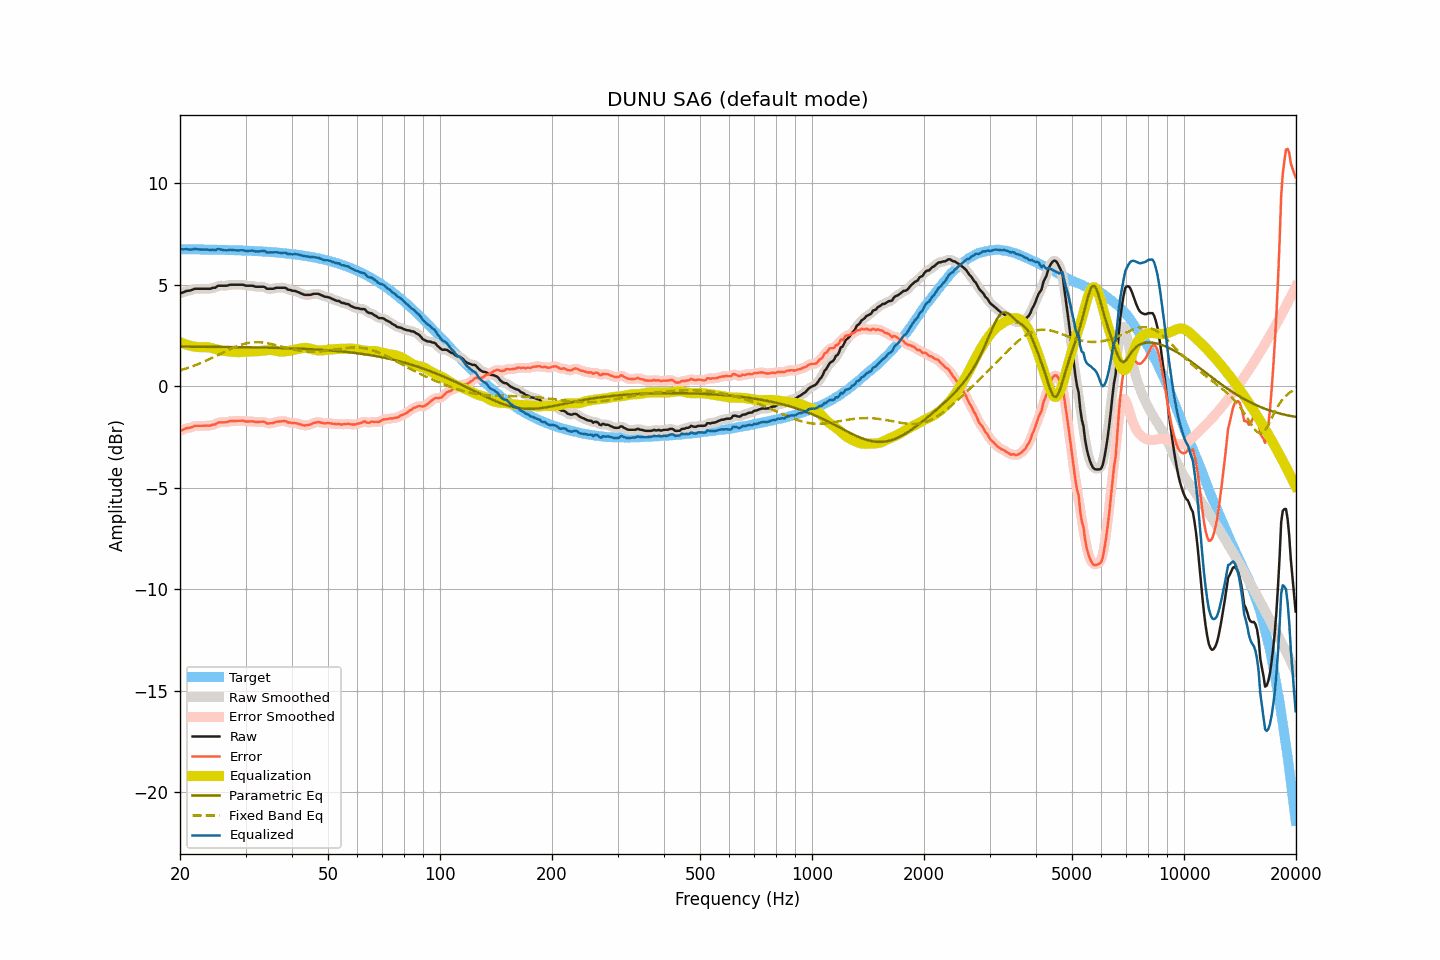 DUNU SA6 (default mode)
Amplitude (dBr)
10
5
0
−5
−10
−15
−20
Target
Raw Smoothed
Error Smoothed
Raw
Error
Equalization
Parametric Eq
Fixed Band Eq
Equalized
20 50 100 200 500 1000 2000 5000 10000 20000
Frequency (Hz)